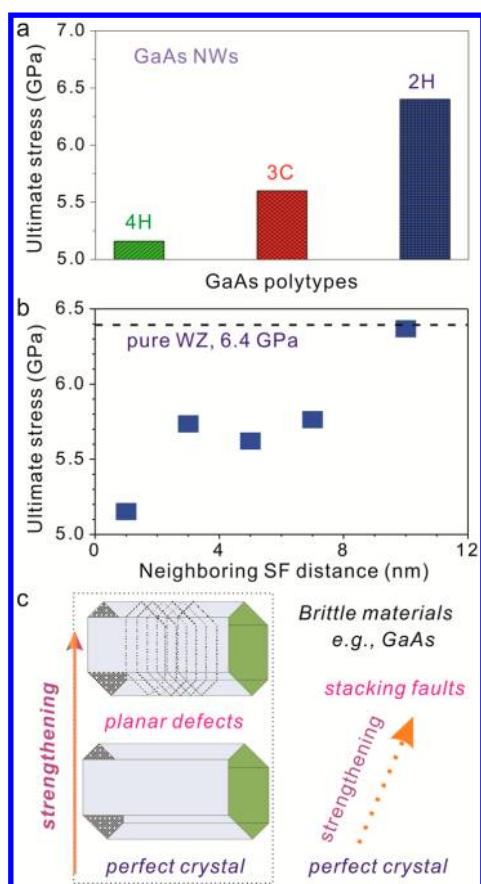 a
7.0
GaAs NWs
2H
6.5
6.0
3C
5.5
4H
5.0
Ultimate stress (GPa)
GaAs polytypes
b
6.5
pure WZ, 6.4 GPa
6.0
5.5
5.0
0 4 8 12
Ultimate stress (GPa)
Neighboring SF distance (nm)
c
Brittle materials
e.g., GaAs
stacking faults
planar defects
strengthening
strengthening
perfect crystal
perfect crystal